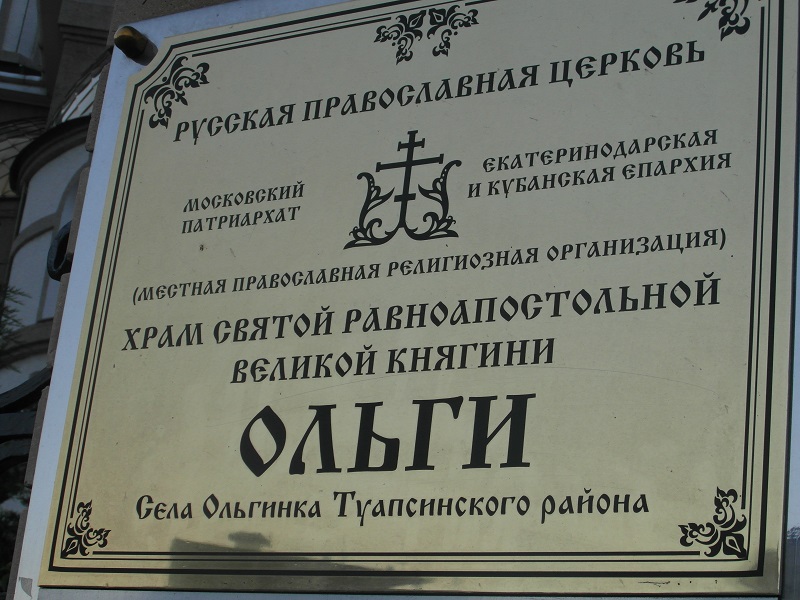 РУССКАЯ ПРАВОСЛАВНАЯ ЦЕРКОВЬ
МОСКОВСКИЙ
ПАТРИАРХАТ
ЕКАТЕРИНОДАРСКАЯ
И КУБАНСКАЯ ЕПАРХИЯ
(МЕСТНАЯ ПРАВОСЛАВНАЯ РЕЛИГИОЗНАЯ ОРГАНИЗАЦИЯ)
ХРАМ СВЯТОЙ РАВНОАПОСТОЛЬНОЙ
ВЕЛИКОЙ КНЯГИНИ
ОЛЬГИ
Села Ольгинка Туапсинского района